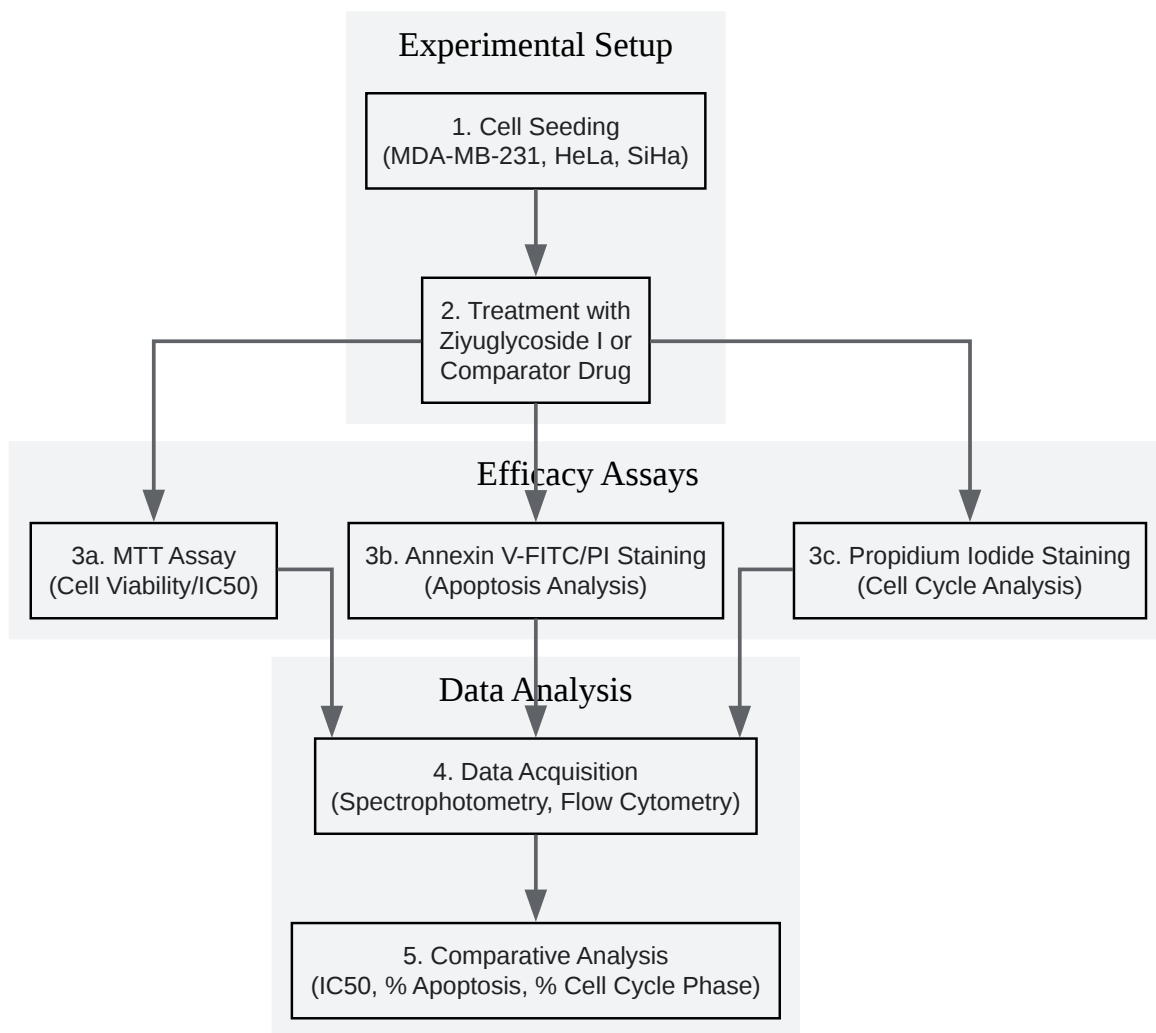 Experimental Setup
1. Cell Seeding
(MDA-MB-231, HeLa, SiHa)
2. Treatment with
Ziyuglycoside I or
Comparator Drug
Efficacy Assays
3a. MTT Assay
(Cell Viability/IC50)
3b. Annexin V-FITC/PI Staining
(Apoptosis Analysis)
3c. Propidium Iodide Staining
(Cell Cycle Analysis)
Data Analysis
4. Data Acquisition
(Spectrophotometry, Flow Cytometry)
5. Comparative Analysis
(IC50, % Apoptosis, % Cell Cycle Phase)